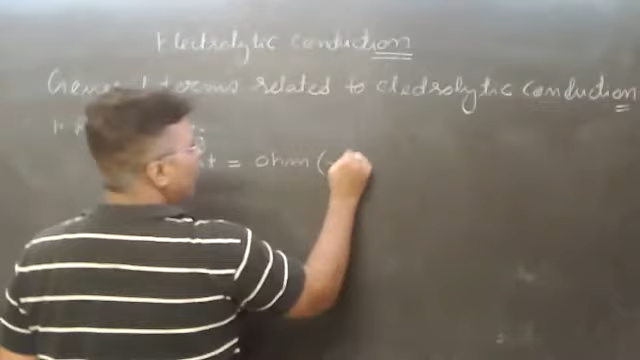 Electrolytic conduction
General terms related to electrolytic conduction
= ohm (